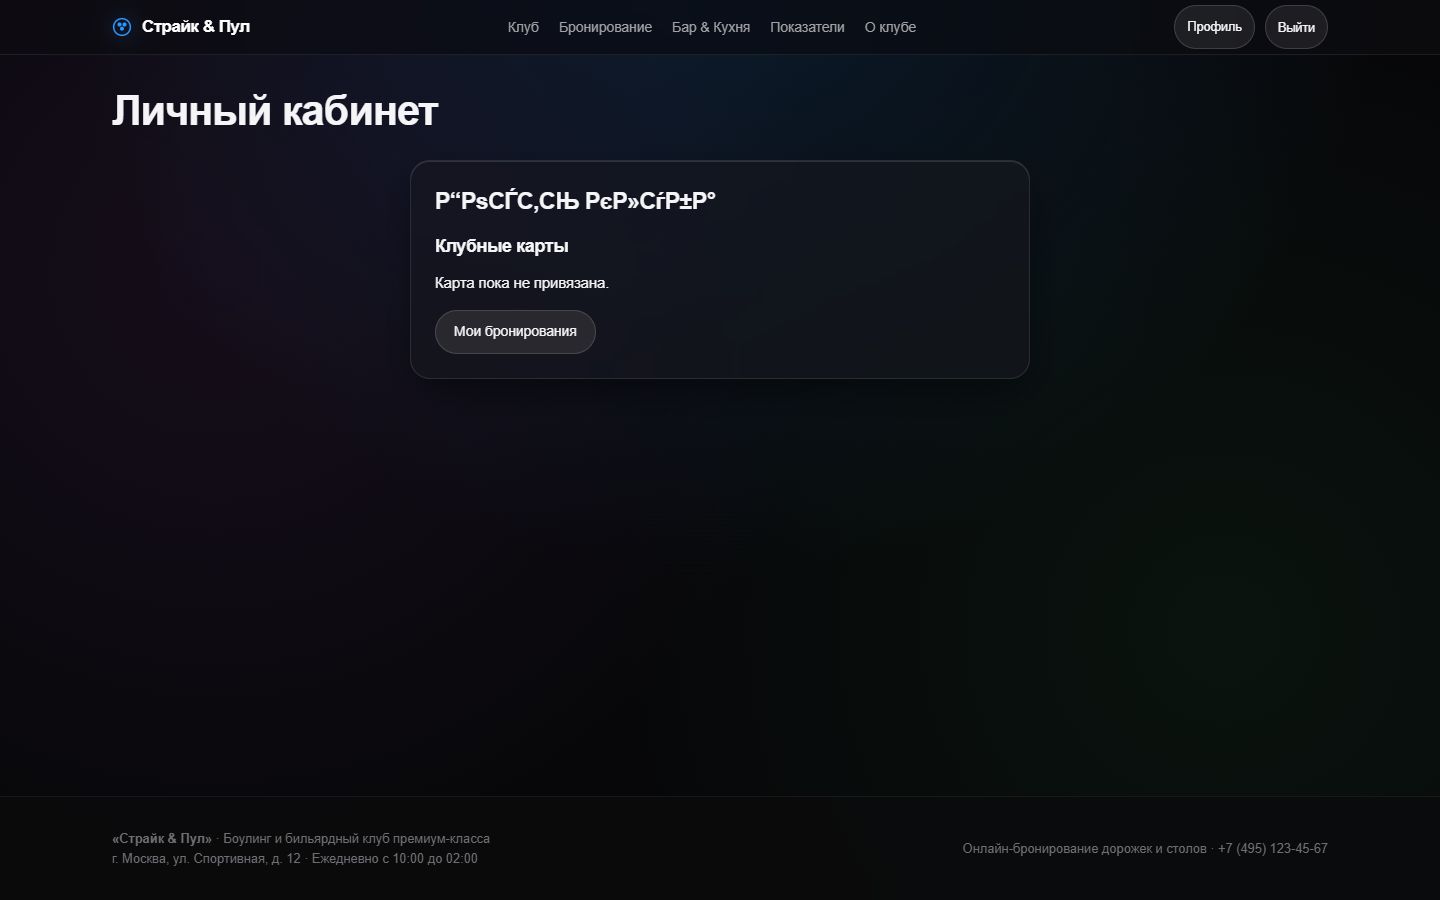 Страйк & Пул
Клуб Бронирование Бар & Кухня Показатели О клубе
Профиль Выйти
Личный кабинет
Р“РѕСЃС‚СЊ РєР»СѓР±Р°
Клубные карты
Карта пока не привязана.
Мои бронирования
«Страйк & Пул» · Боулинг и бильярдный клуб премиум-класса
г. Москва, ул. Спортивная, д. 12 · Ежедневно с 10:00 до 02:00
Онлайн-бронирование дорожек и столов · +7 (495) 123-45-67